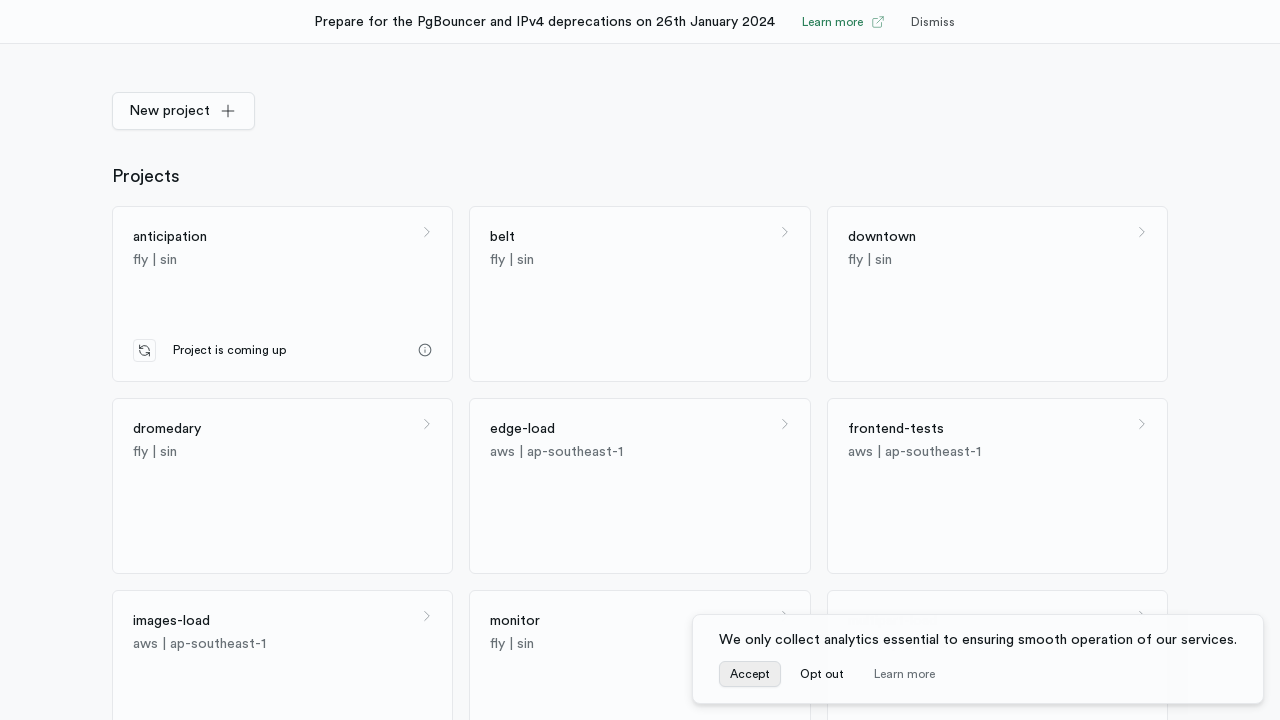 Prepare for the PgBouncer and IPv4 deprecations on 26th January 2024 Learn more Dismiss
New project
Projects
anticipation
fly | sin
Project is coming up
belt
fly | sin
downtown
fly | sin
dromedary
fly | sin
edge-load
aws | ap-southeast-1
frontend-tests
aws | ap-southeast-1
images-load
aws | ap-southeast-1
monitor
fly | sin
We only collect analytics essential to ensuring smooth operation of our services.
Accept Opt out Learn more